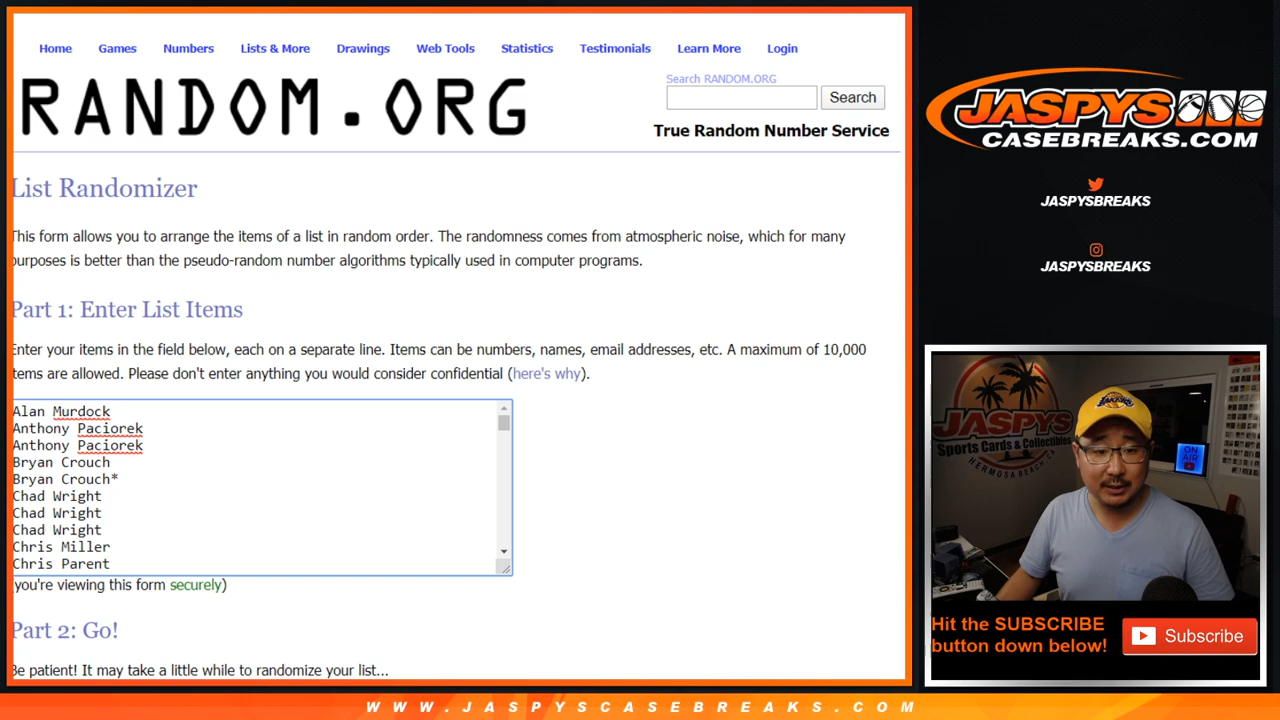 Home Games Numbers Lists & More Drawings Web Tools Statistics Testimonials Learn More Login
RANDOM.ORG
Search RANDOM.ORG
Search
True Random Number Service
List Randomizer
This form allows you to arrange the items of a list in random order. The randomness comes from atmospheric noise, which for many
purposes is better than the pseudo-random number algorithms typically used in computer programs.
Part 1: Enter List Items
Enter your items in the field below, each on a separate line. Items can be numbers, names, email addresses, etc. A maximum of 10,000
items are allowed. Please don't enter anything you would consider confidential (here's why).
Alan Murdock
Anthony Paciorek
Anthony Paciorek
Bryan Crouch
Bryan Crouch*
Chad Wright
Chad Wright
Chad Wright
Chris Miller
Chris Parent
(you're viewing this form securely)
Part 2: Go!
Be patient! It may take a little while to randomize your list...
JASPYS
CASEBREAKS.COM
JASPYSBREAKS
JASPYSBREAKS
JASPYS
Sports Cards & Collectibles
HERMOSA BEACH, CA
ON
AIR
Hit the SUBSCRIBE
button down below!
Subscribe
WWW.JASPYSCASEBREAKS.COM